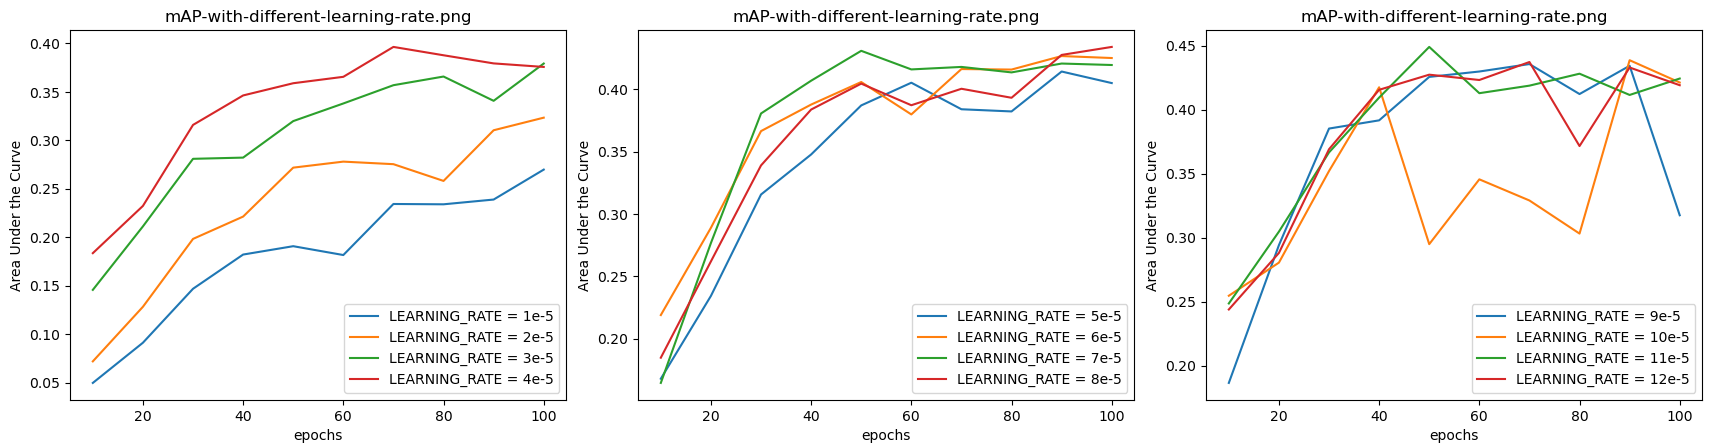 mAP-with-different-learning-rate.png
Area Under the Curve
0.40
0.35
0.30
0.25
0.20
0.15
0.10
0.05
20
40
60
80
100
epochs
LEARNING_RATE = 1e-5
LEARNING_RATE = 2e-5
LEARNING_RATE = 3e-5
LEARNING_RATE = 4e-5
mAP-with-different-learning-rate.png
Area Under the Curve
0.40
0.35
0.30
0.25
0.20
20
40
60
80
100
epochs
LEARNING_RATE = 5e-5
LEARNING_RATE = 6e-5
LEARNING_RATE = 7e-5
LEARNING_RATE = 8e-5
mAP-with-different-learning-rate.png
Area Under the Curve
0.45
0.40
0.35
0.30
0.25
0.20
20
40
60
80
100
epochs
LEARNING_RATE = 9e-5
LEARNING_RATE = 10e-5
LEARNING_RATE = 11e-5
LEARNING_RATE = 12e-5